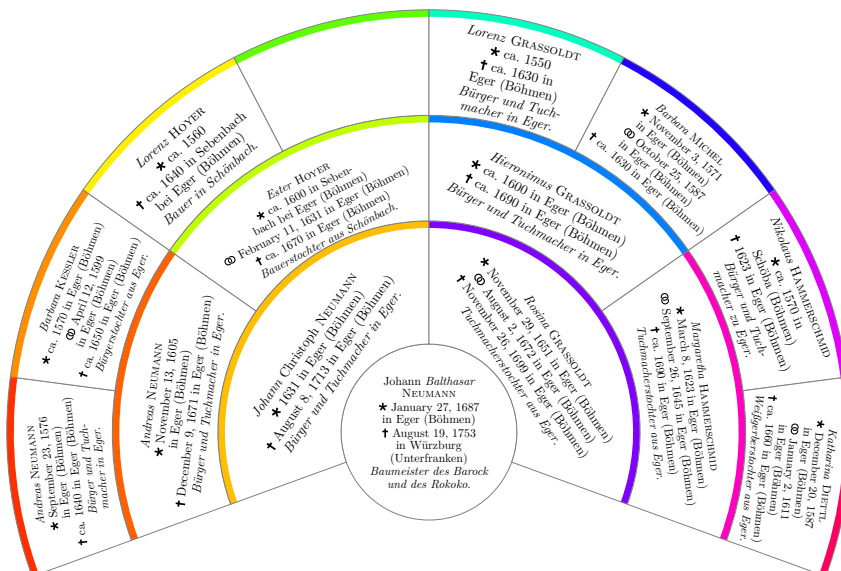 Johann Balthasar
NEUMANN
* January 27, 1687
in Eger (Böhmen)
✝ August 19, 1753
in Würzburg
(Unterfranken)
Baumeister des Barock
und des Rokoko.
Johann Christoph NEUMANN
* 1631 in Eger (Böhmen)
✝ August 8, 1713 in Eger (Böhmen)
Bürger und Tuchmacher in Eger.
Rosina GRASSOLDT
* November 29, 1651 in Eger (Böhmen)
⚭ August 2, 1672 in Eger (Böhmen)
✝ November 26, 1699 in Eger (Böhmen)
Tuchmacherstochter aus Eger.
Andreas NEUMANN
* November 13, 1605
in Eger (Böhmen)
✝ December 9, 1671 in Eger (Böhmen)
Bürger und Tuchmacher in Eger.
Ester HOYER
* ca. 1600 in Seben-
bach bei Eger (Böhmen)
⚭ February 11, 1631 in Eger (Böhmen)
✝ ca. 1670 in Eger (Böhmen)
Bauerstochter aus Schönbach.
Hieronimus GRASSOLDT
* ca. 1600 in Eger (Böhmen)
✝ ca. 1690 in Eger (Böhmen)
Bürger und Tuchmacher in Eger.
Margaretha HAMMERSCHMID
* March 8, 1623 in Eger (Böhmen)
⚭ September 26, 1645 in Eger (Böhmen)
✝ ca. 1690 in Eger (Böhmen)
Tuchmacherstochter aus Eger.
Andreas NEUMANN
* September 23, 1576
in Eger (Böhmen)
✝ ca. 1640 in Eger (Böhmen)
Bürger und Tuch-
macher in Eger.
Barbara KESSLER
* ca. 1570 in Eger (Böhmen)
⚭ April 12, 1599
in Eger (Böhmen)
✝ ca. 1650 in Eger (Böhmen)
Bürgerstochter aus Eger.
Lorenz HOYER
* ca. 1560
✝ ca. 1640 in Sebenbach
bei Eger (Böhmen)
Bauer in Schönbach.
Lorenz GRASSOLDT
* ca. 1550
✝ ca. 1630 in
Eger (Böhmen)
Bürger und Tuch-
macher in Eger.
Barbara MICHEL
* November 3, 1571
in Eger (Böhmen)
⚭ October 25, 1587
in Eger (Böhmen)
✝ ca. 1630 in Eger (Böhmen)
Nikolaus HAMMERSCHMID
* ca. 1570 in
Schöba (Böhmen)
✝ 1623 in Eger (Böhmen)
Bürger und Tuch-
macher zu Eger.
Katharina DIETTL
* December 20, 1587
in Eger (Böhmen)
⚭ January 2, 1611
in Eger (Böhmen)
✝ ca. 1660 in Eger (Böhmen)
Weißgerberstochter aus Eger.